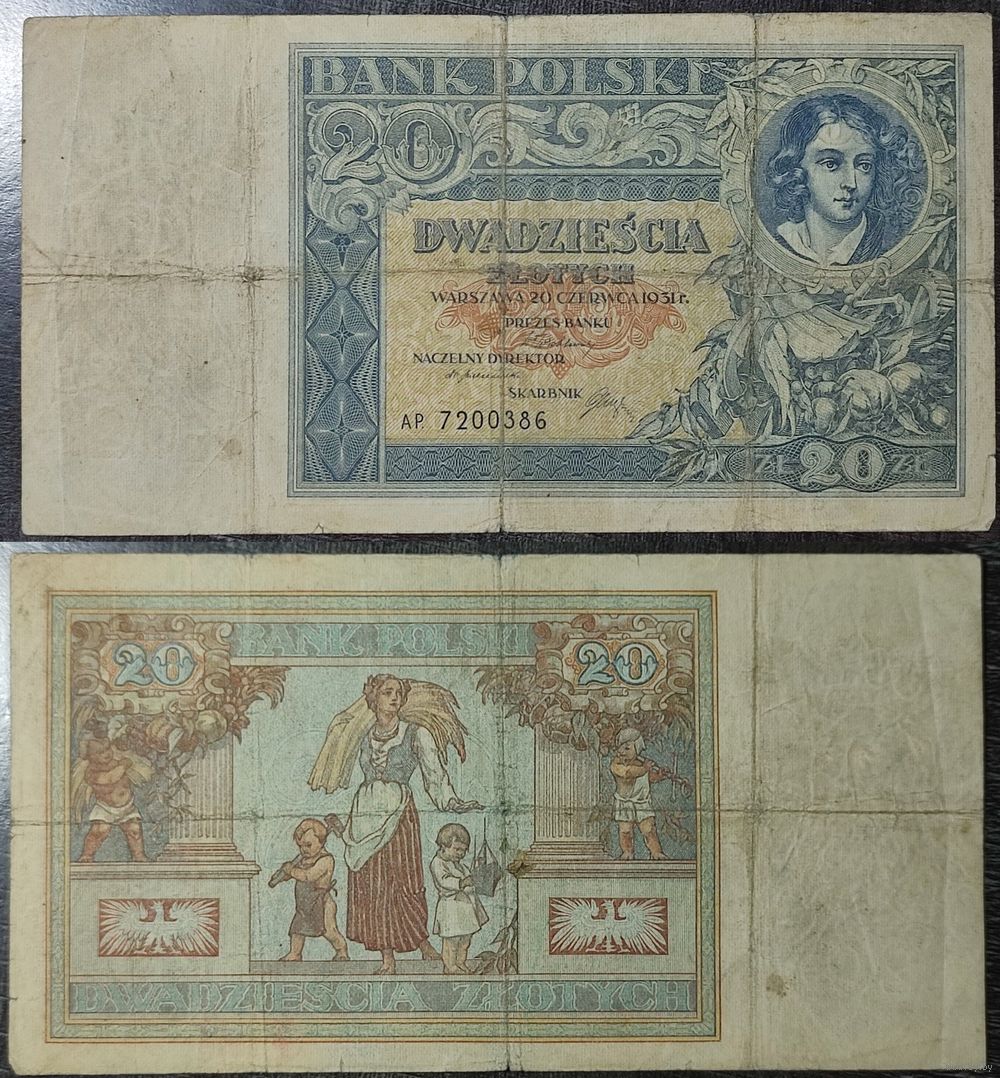 BANK POLSKI
20
DWADZIEŚCIA
ZŁOTYCH
WARSZAWA 20 CZERWCA 1931 r.
PREZES BANKU
NACZELNY DYREKTOR
SKARBNIK
AP. 7200386
ZŁ 20 ZŁ
BANK POLSKI
20 20
DWADZIEŚCIA ZŁOTYCH